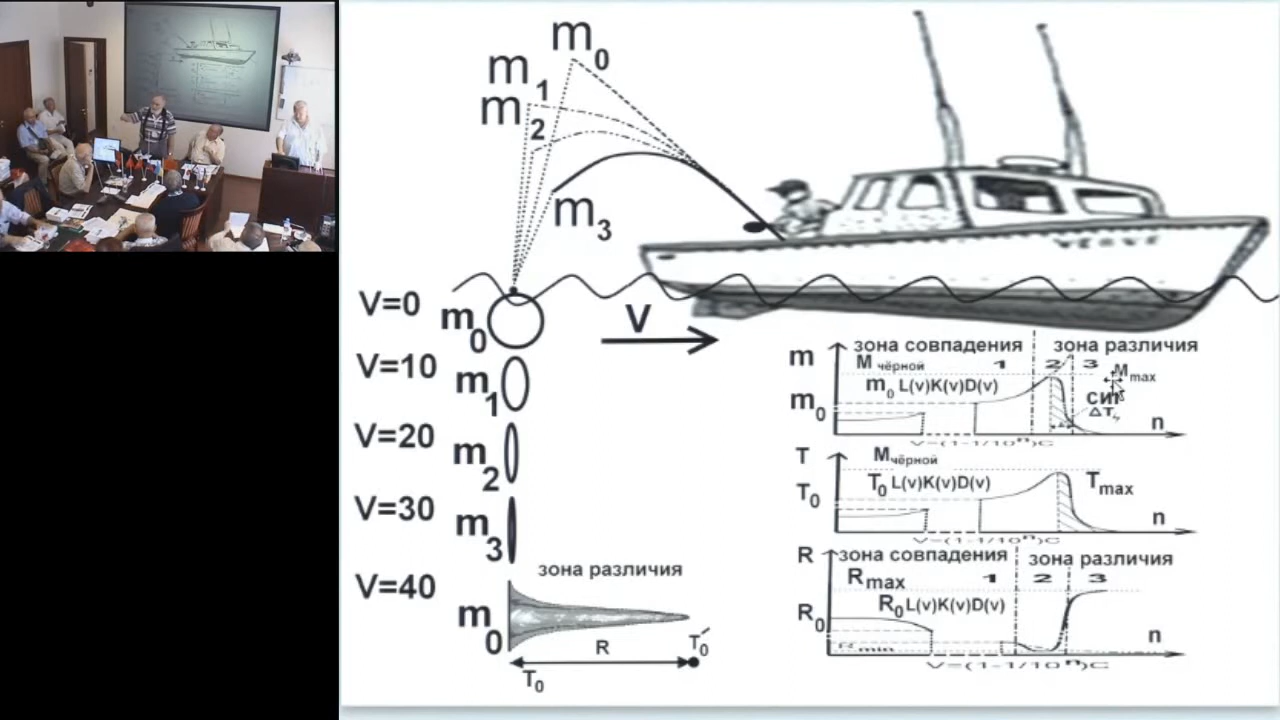 m0
m1
m2
m3
V=0
m0
V
V=10
m1
V=20
m2
V=30
m3
V=40
m0
зона различия
R
T0
T0´
зона совпадения
зона различия
m
Mчёрной
1
2
3
Mmax
m0 L(v)K(v)D(v)
m0
n
V=(1-1/10ⁿ)C
T
Mчёрной
T0
T0 L(v)K(v)D(v)
Tmax
n
V=(1-1/10ⁿ)C
R
зона совпадения
зона различия
Rmax
1
2
3
R0
R0 L(v)K(v)D(v)
n
Rmin
V=(1-1/10ⁿ)C